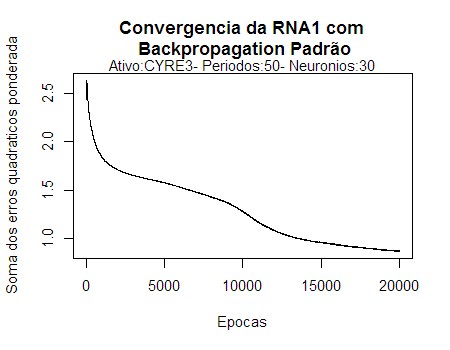 Convergencia da RNA1 com
Backpropagation Padrão
Ativo:CYRE3- Periodos:50- Neuronios:30
Soma dos erros quadraticos ponderada
2.5
2.0
1.5
1.0
0 5000 10000 15000 20000
Epocas